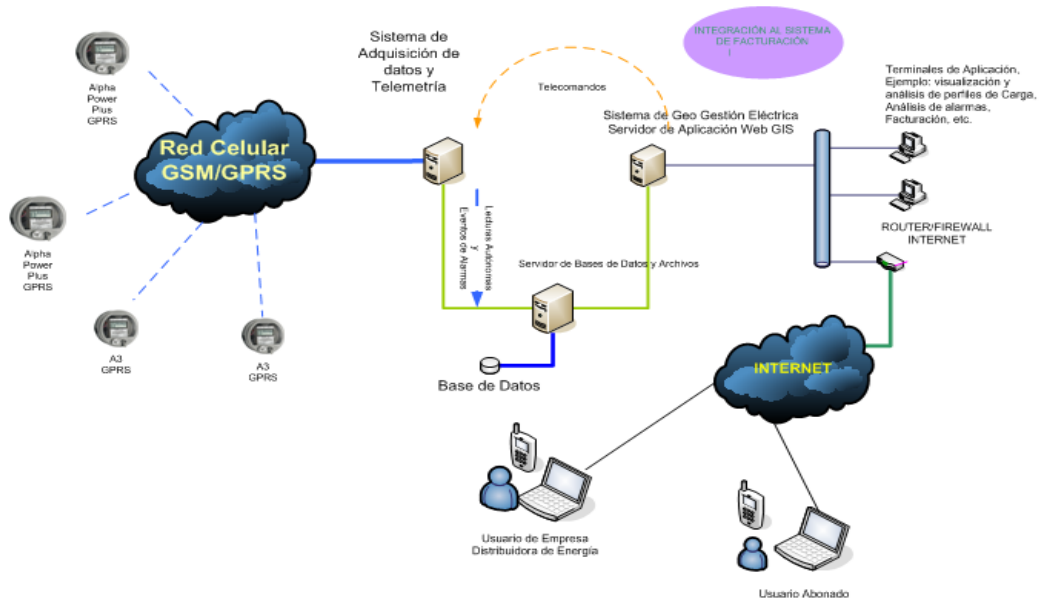 Sistema de
Adquisición de
datos y
Telemetría
INTEGRACIÓN AL SISTEMA
DE FACTURACIÓN
I
Telecomandos
Sistema de Geo Gestión Eléctrica
Servidor de Aplicación Web GIS
Terminales de Aplicación,
Ejemplo: visualización y
análisis de perfiles de Carga,
Análisis de alarmas,
Facturación, etc.
Alpha
Power
Plus
GPRS
Red Celular
GSM/GPRS
Alpha
Power
Plus
GPRS
A3
GPRS
A3
GPRS
Lecturas Autónomas
y
Eventos de Alarmas
Servidor de Bases de Datos y Archivos
Base de Datos
ROUTER/FIREWALL
INTERNET
INTERNET
Usuario de Empresa
Distribuidora de Energía
Usuario Abonado